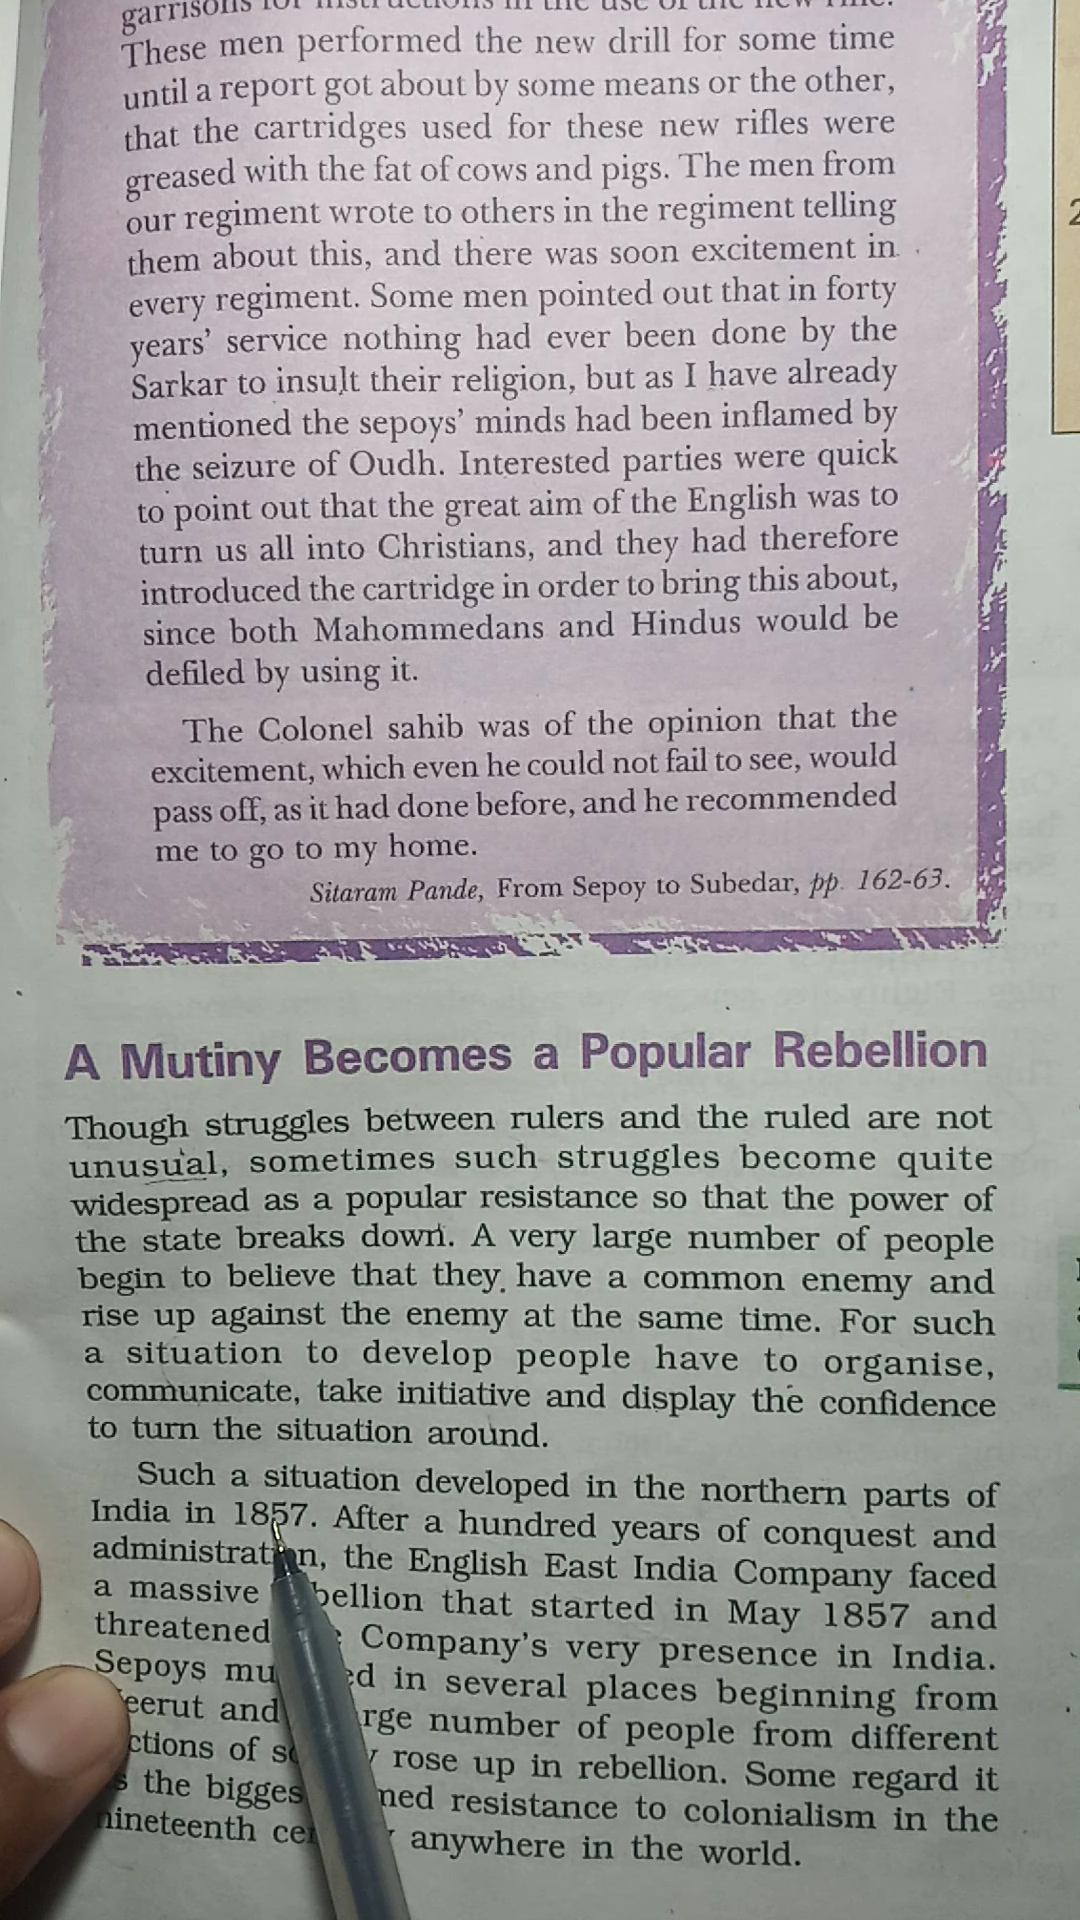 garrisons for instructions in the use of the new rifle.
These men performed the new drill for some time
until a report got about by some means or the other,
that the cartridges used for these new rifles were
greased with the fat of cows and pigs. The men from
our regiment wrote to others in the regiment telling
them about this, and there was soon excitement in
every regiment. Some men pointed out that in forty
years' service nothing had ever been done by the
Sarkar to insult their religion, but as I have already
mentioned the sepoys' minds had been inflamed by
the seizure of Oudh. Interested parties were quick
to point out that the great aim of the English was to
turn us all into Christians, and they had therefore
introduced the cartridge in order to bring this about,
since both Mahommedans and Hindus would be
defiled by using it.
The Colonel sahib was of the opinion that the
excitement, which even he could not fail to see, would
pass off, as it had done before, and he recommended
me to go to my home.
Sitaram Pande, From Sepoy to Subedar, pp. 162-63.
A Mutiny Becomes a Popular Rebellion
Though struggles between rulers and the ruled are not
unusual, sometimes such struggles become quite
widespread as a popular resistance so that the power of
the state breaks down. A very large number of people
begin to believe that they have a common enemy and
rise up against the enemy at the same time. For such
a situation to develop people have to organise,
communicate, take initiative and display the confidence
to turn the situation around.
Such a situation developed in the northern parts of
India in 1857. After a hundred years of conquest and
administration, the English East India Company faced
a massive rebellion that started in May 1857 and
threatened Company's very presence in India.
Sepoys in several places beginning from
Meerut and number of people from different
sections of rose up in rebellion. Some regard it
the resistance to colonialism in the
nineteenth anywhere in the world.